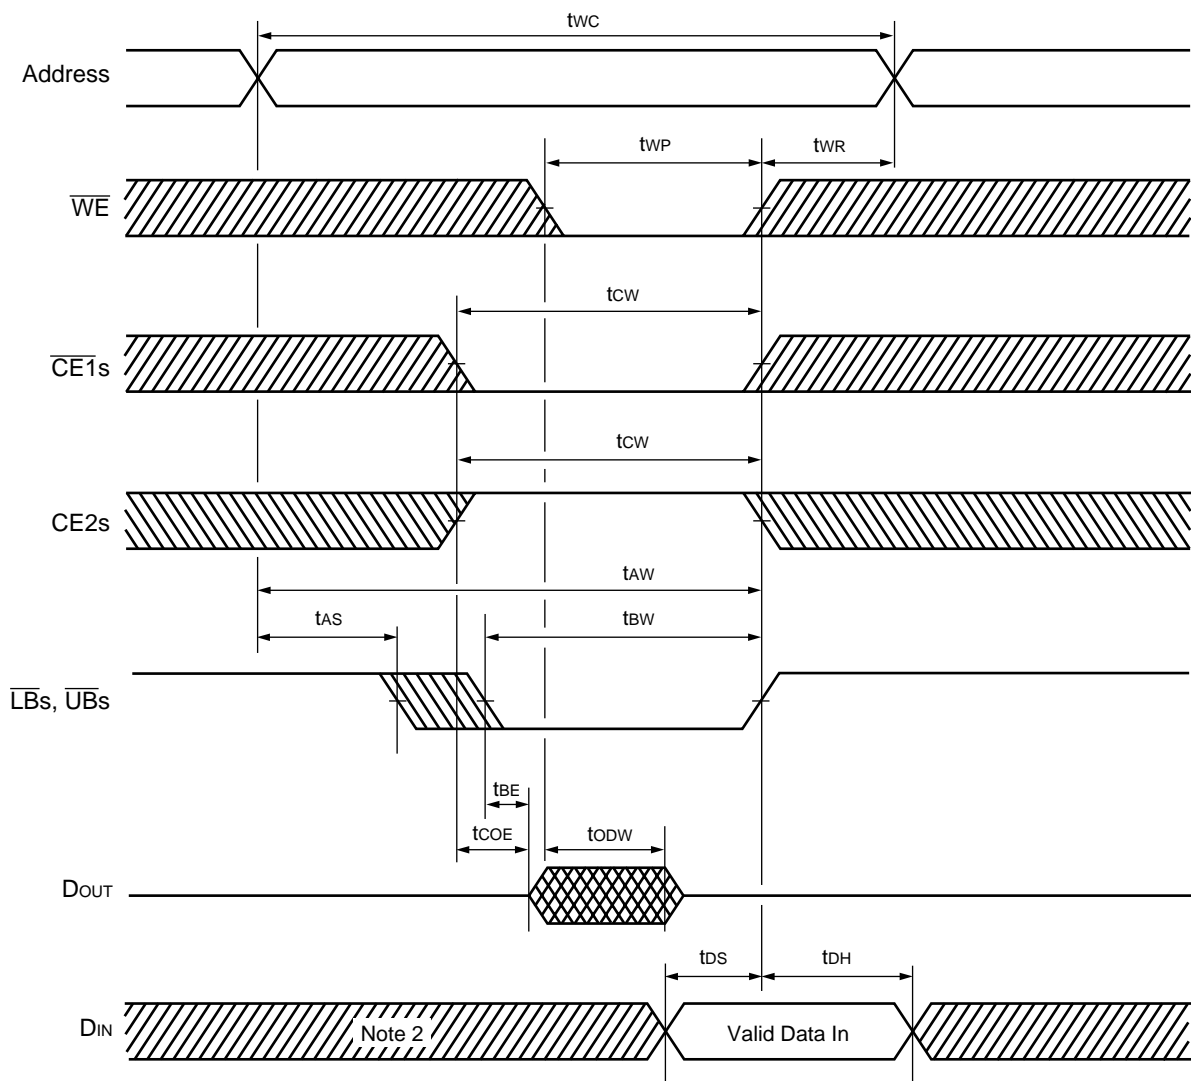 tWC
Address
tWP
tWR
WE
tCW
CE1s
tCW
CE2s
tAW
tAS
tBW
LBs, UBs
tBE
tCOE
tODW
DOUT
tDS
tDH
DIN
Note 2
Valid Data In